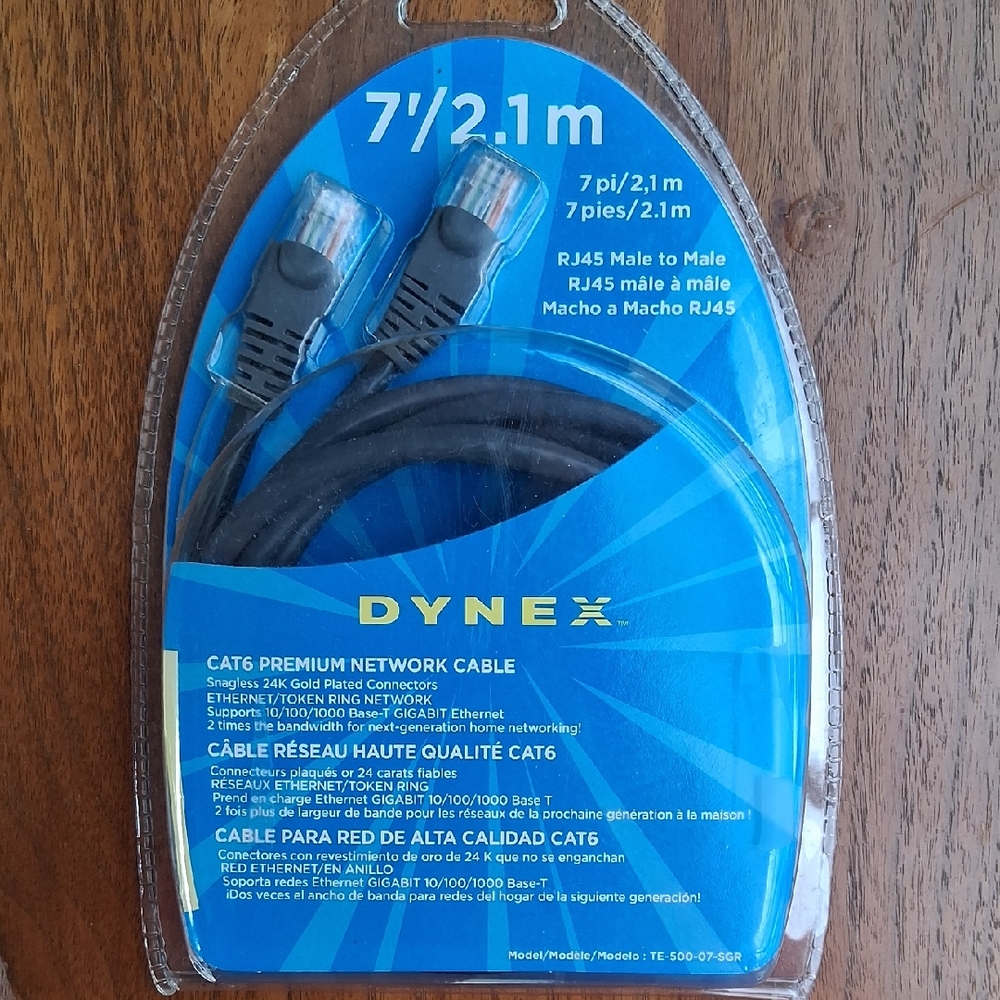 7'/2.1m
7 pi/2,1 m
7 pies/2.1m
RJ45 Male to Male
RJ45 mâle à mâle
Macho a Macho RJ45
DYNEX™
CAT6 PREMIUM NETWORK CABLE
Snagless 24K Gold Plated Connectors
ETHERNET/TOKEN RING NETWORK
Supports 10/100/1000 Base-T GIGABIT Ethernet
2 times the bandwidth for next-generation home networking!
CÂBLE RÉSEAU HAUTE QUALITÉ CAT6
Connecteurs plaqués or 24 carats fiables
RÉSEAUX ETHERNET/TOKEN RING
Prend en charge Ethernet GIGABIT 10/100/1000 Base T
2 fois plus de largeur de bande pour les réseaux de la prochaine génération à la maison !
CABLE PARA RED DE ALTA CALIDAD CAT6
Conectores con revestimiento de oro de 24 K que no se enganchan
RED ETHERNET/EN ANILLO
Soporta redes Ethernet GIGABIT 10/100/1000 Base-T
¡Dos veces el ancho de banda para redes del hogar de la siguiente generación!
Model/Modèle/Modelo : TE-500-07-SGR